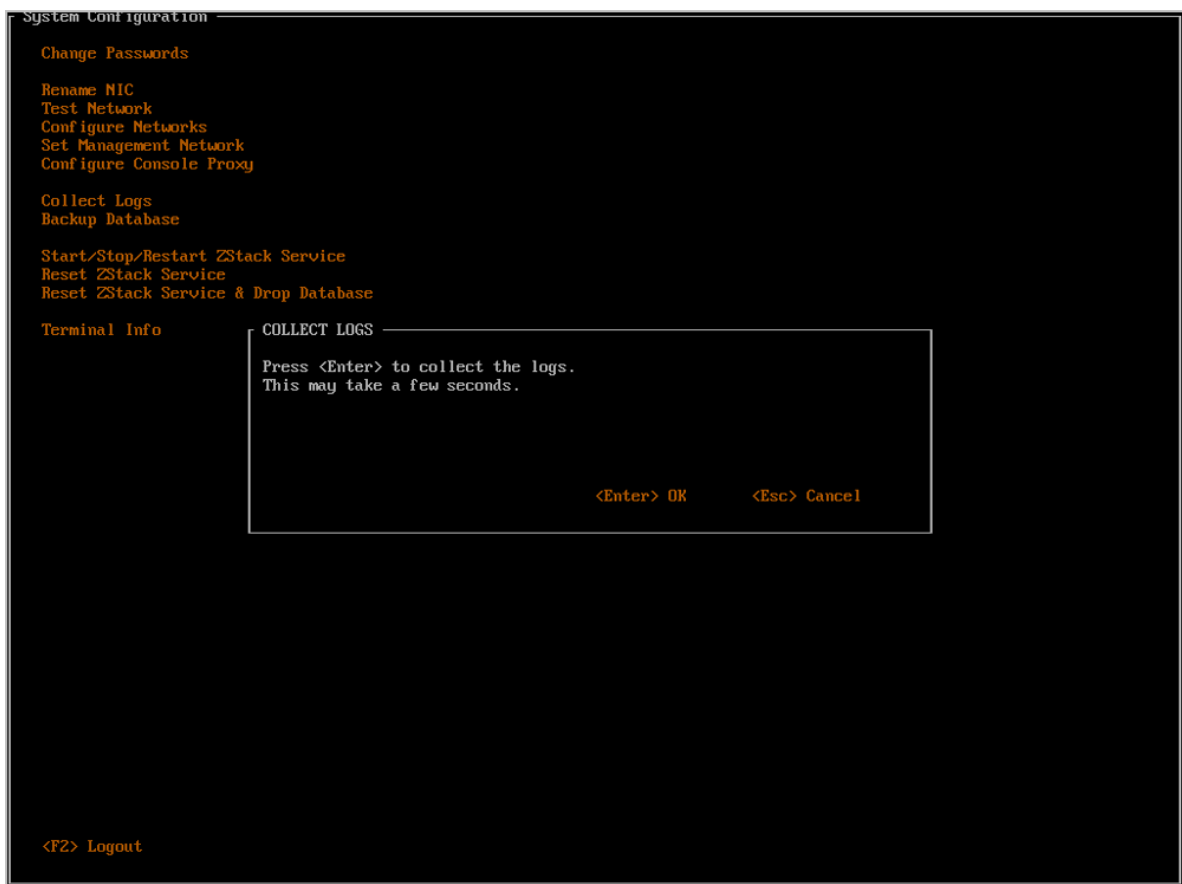 System Configuration
Change Passwords
Rename NIC
Test Network
Configure Networks
Set Management Network
Configure Console Proxy
Collect Logs
Backup Database
Start/Stop/Restart ZStack Service
Reset ZStack Service
Reset ZStack Service & Drop Database
Terminal Info
COLLECT LOGS
Press <Enter> to collect the logs.
This may take a few seconds.
<Enter> OK <Esc> Cancel
<F2> Logout